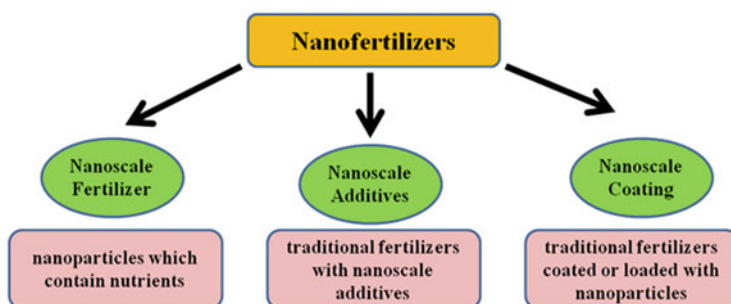 Nanofertilizers
Nanoscale
Fertilizer
Nanoscale
Additives
Nanoscale
Coating
nanoparticles which
contain nutrients
traditional fertilizers
with nanoscale
additives
traditional fertilizers
coated or loaded with
nanoparticles